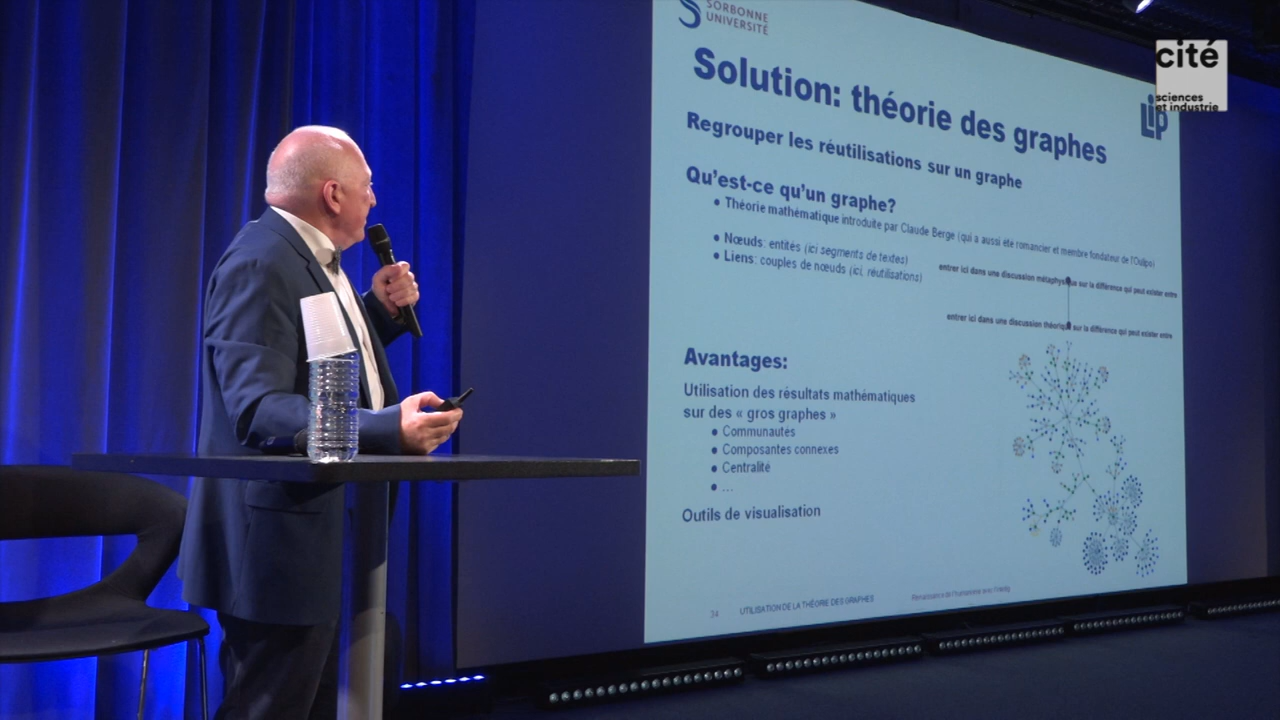 SORBONNE
UNIVERSITÉ
cité
sciences
et industrie
LIP
Solution: théorie des graphes
Regrouper les réutilisations sur un graphe
Qu'est-ce qu'un graphe?
● Théorie mathématique introduite par Claude Berge (qui a aussi été romancier et membre fondateur de l'Oulipo)
● Nœuds: entités (ici segments de textes)
● Liens: couples de nœuds (ici, réutilisations)
entrer ici dans une discussion métaphysique sur la différence qui peut exister entre
entrer ici dans une discussion théorique sur la différence qui peut exister entre
Avantages:
Utilisation des résultats mathématiques
sur des « gros graphes »
● Communautés
● Composantes connexes
● Centralité
● ...
Outils de visualisation
34 UTILISATION DE LA THÉORIE DES GRAPHES